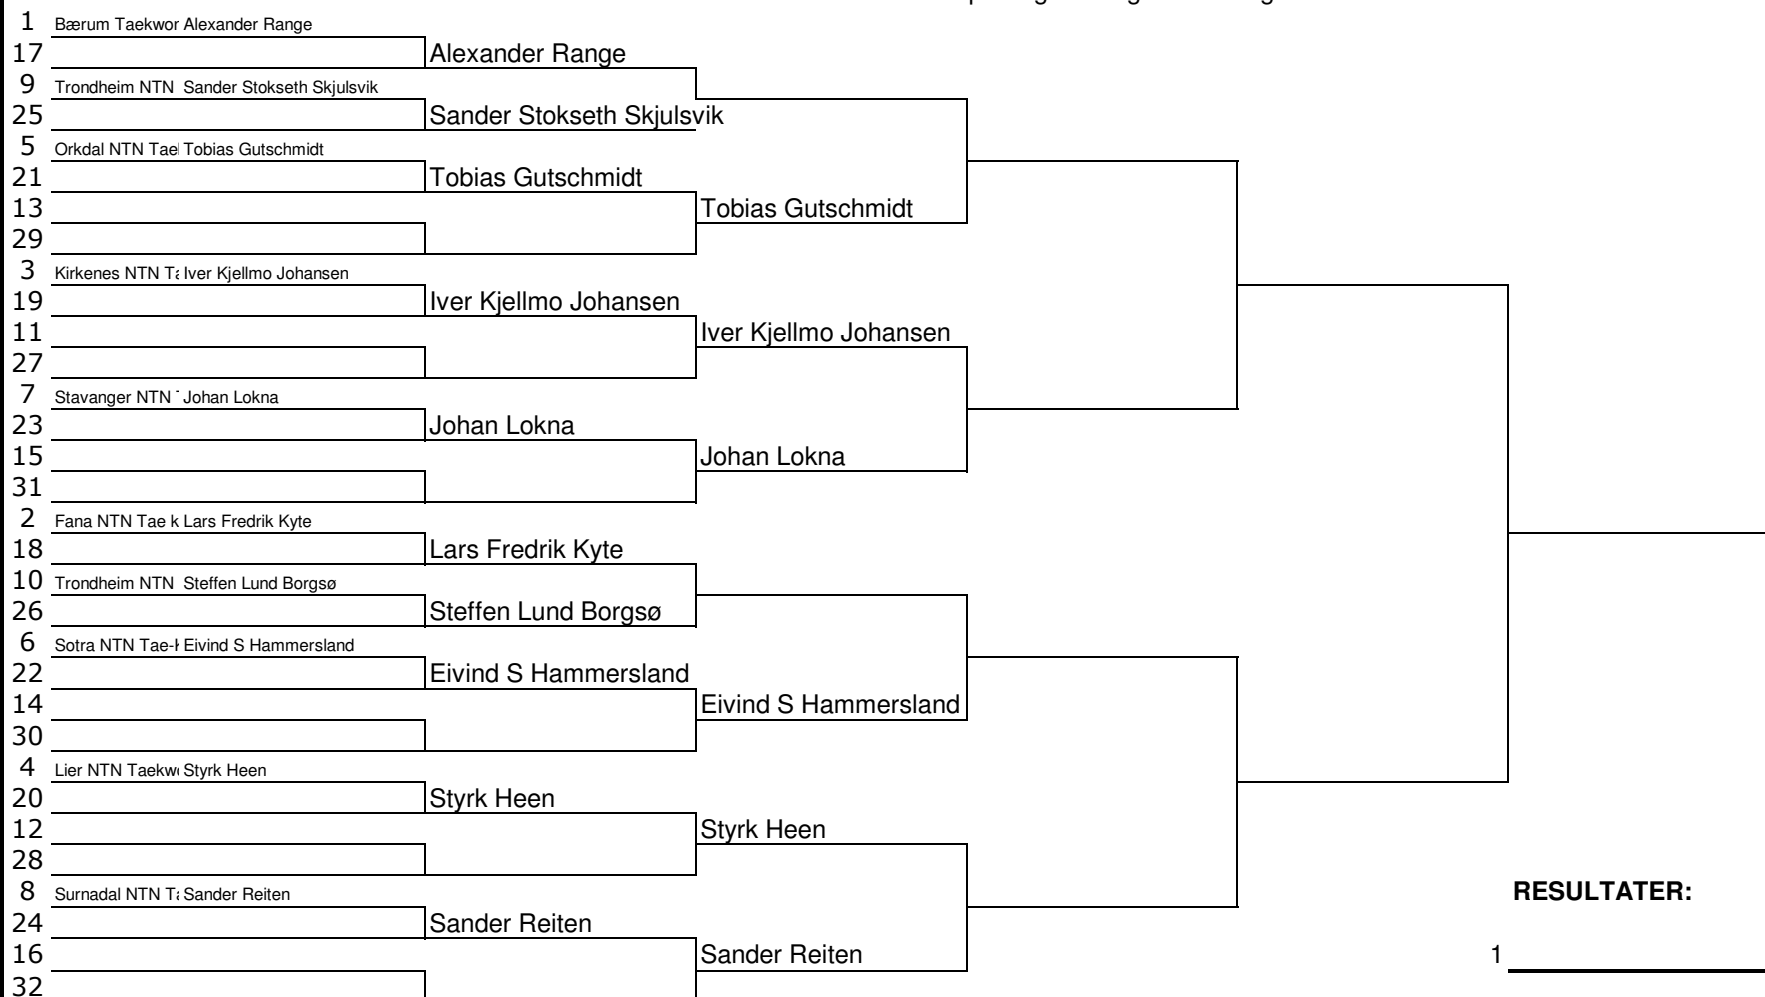 1 Bærum Taekwor Alexander Range
17 Alexander Range
9 Trondheim NTN Sander Stokseth Skjulsvik
25 Sander Stokseth Skjulsvik
5 Orkdal NTN Tae Tobias Gutschmidt
21 Tobias Gutschmidt
13 Tobias Gutschmidt
29
3 Kirkenes NTN Ta Iver Kjellmo Johansen
19 Iver Kjellmo Johansen
11 Iver Kjellmo Johansen
27
7 Stavanger NTN Johan Lokna
23 Johan Lokna
15 Johan Lokna
31
2 Fana NTN Tae k Lars Fredrik Kyte
18 Lars Fredrik Kyte
10 Trondheim NTN Steffen Lund Borgsø
26 Steffen Lund Borgsø
6 Sotra NTN Tae-k Eivind S Hammersland
22 Eivind S Hammersland
14 Eivind S Hammersland
30
4 Lier NTN Taekw Styrk Heen
20 Styrk Heen
12 Styrk Heen
28
8 Surnadal NTN Ta Sander Reiten
RESULTATER:
24 Sander Reiten
16 Sander Reiten 1
32